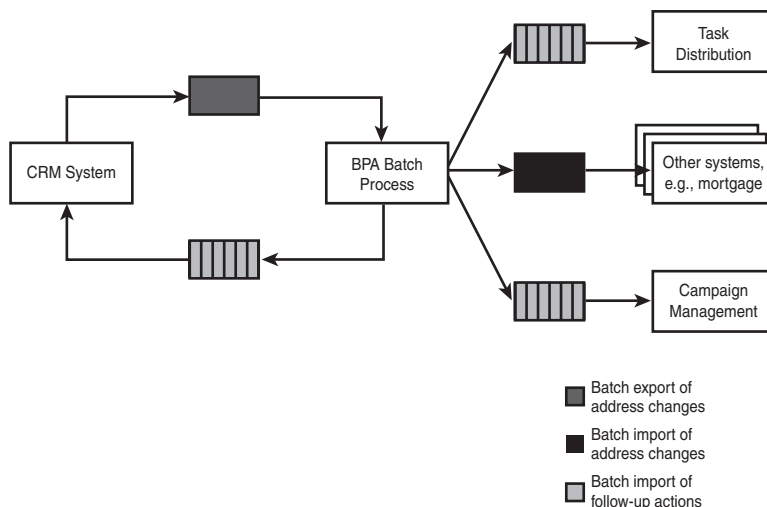 Task
Distribution
CRM System
BPA Batch
Process
Other systems,
e.g., mortgage
Campaign
Management
Batch export of
address changes
Batch import of
address changes
Batch import of
follow-up actions